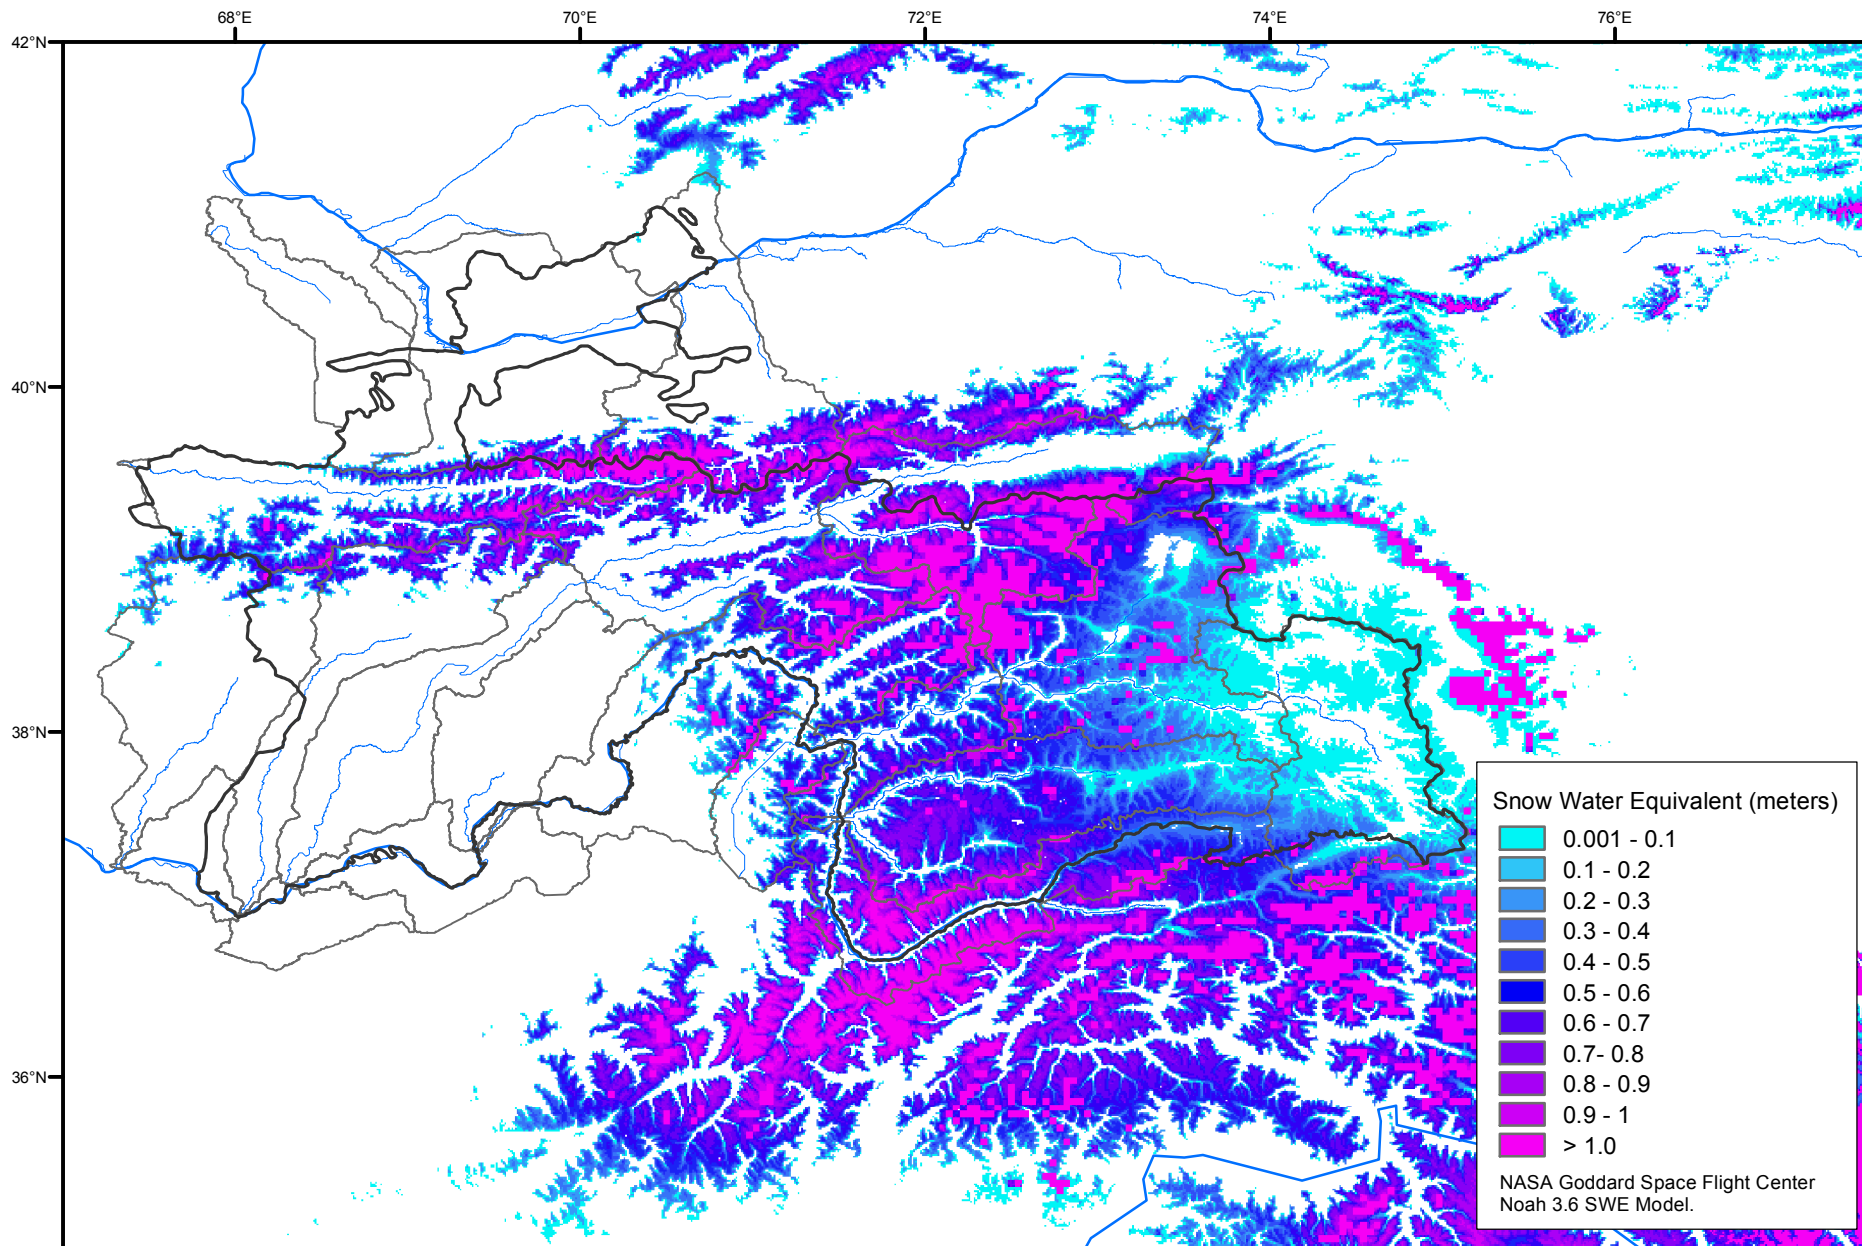 68°E 70°E 72°E 74°E 76°E
42°N
40°N
38°N
36°N
Snow Water Equivalent (meters)
0.001 - 0.1
0.1 - 0.2
0.2 - 0.3
0.3 - 0.4
0.4 - 0.5
0.5 - 0.6
0.6 - 0.7
0.7- 0.8
0.8 - 0.9
0.9 - 1
> 1.0
NASA Goddard Space Flight Center
Noah 3.6 SWE Model.